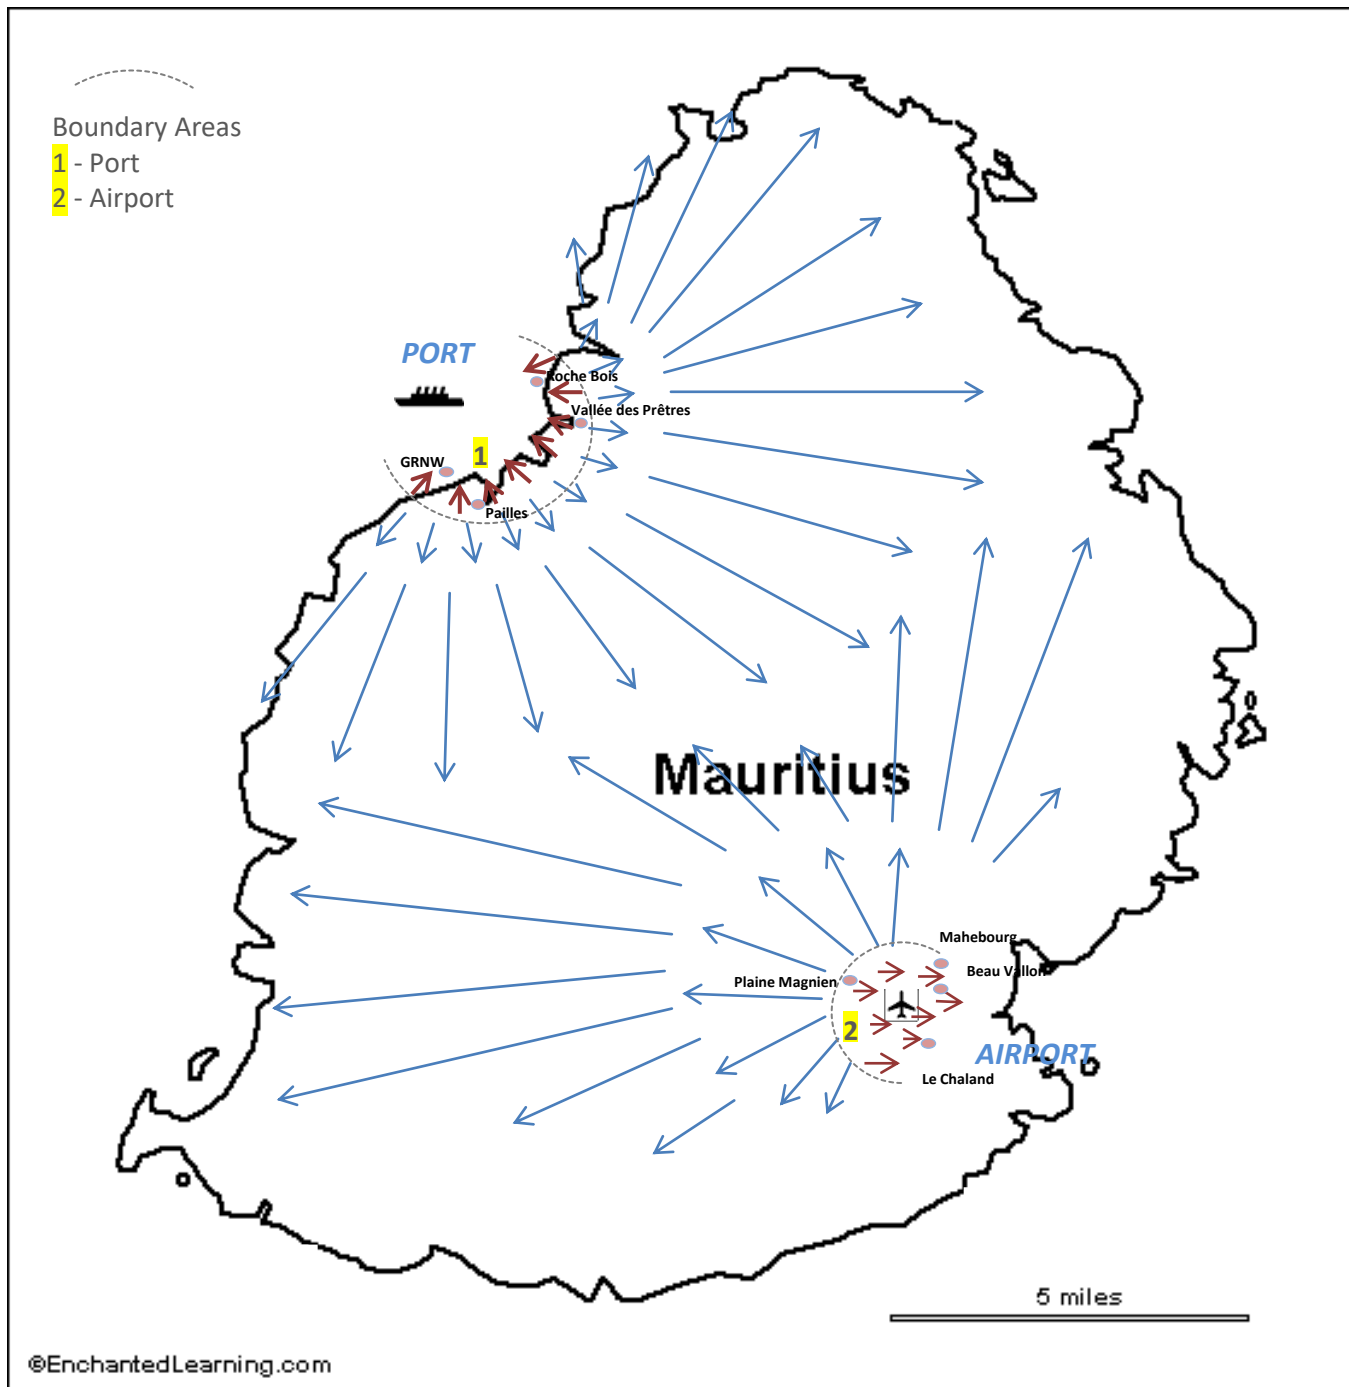 Boundary Areas
1 - Port
2 - Airport
PORT
Roche Bois
Vallée des Prêtres
1
GRNW
Pailles
Mauritius
Mahebourg
Beau Vallon
Plaine Magnien
2
AIRPORT
Le Chaland
5 miles
©EnchantedLearning.com